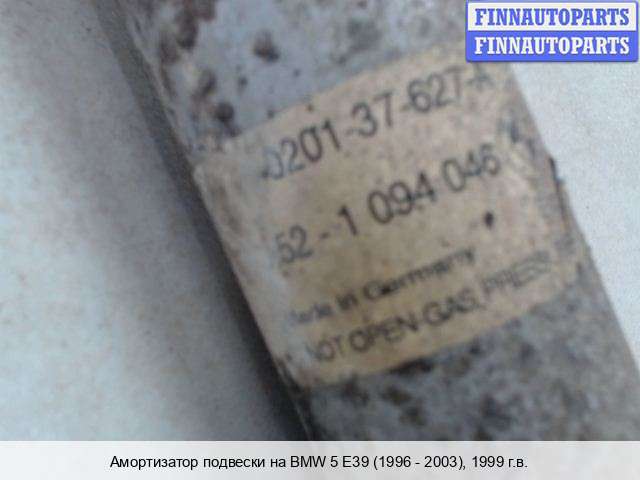 FINNAUTOPARTS
FINNAUTOPARTS
0201-37-627-A
52-1 094 046
Made in Germany
NOT OPEN-GAS, PRESS
Амортизатор подвески на BMW 5 E39 (1996 - 2003), 1999 г.в.